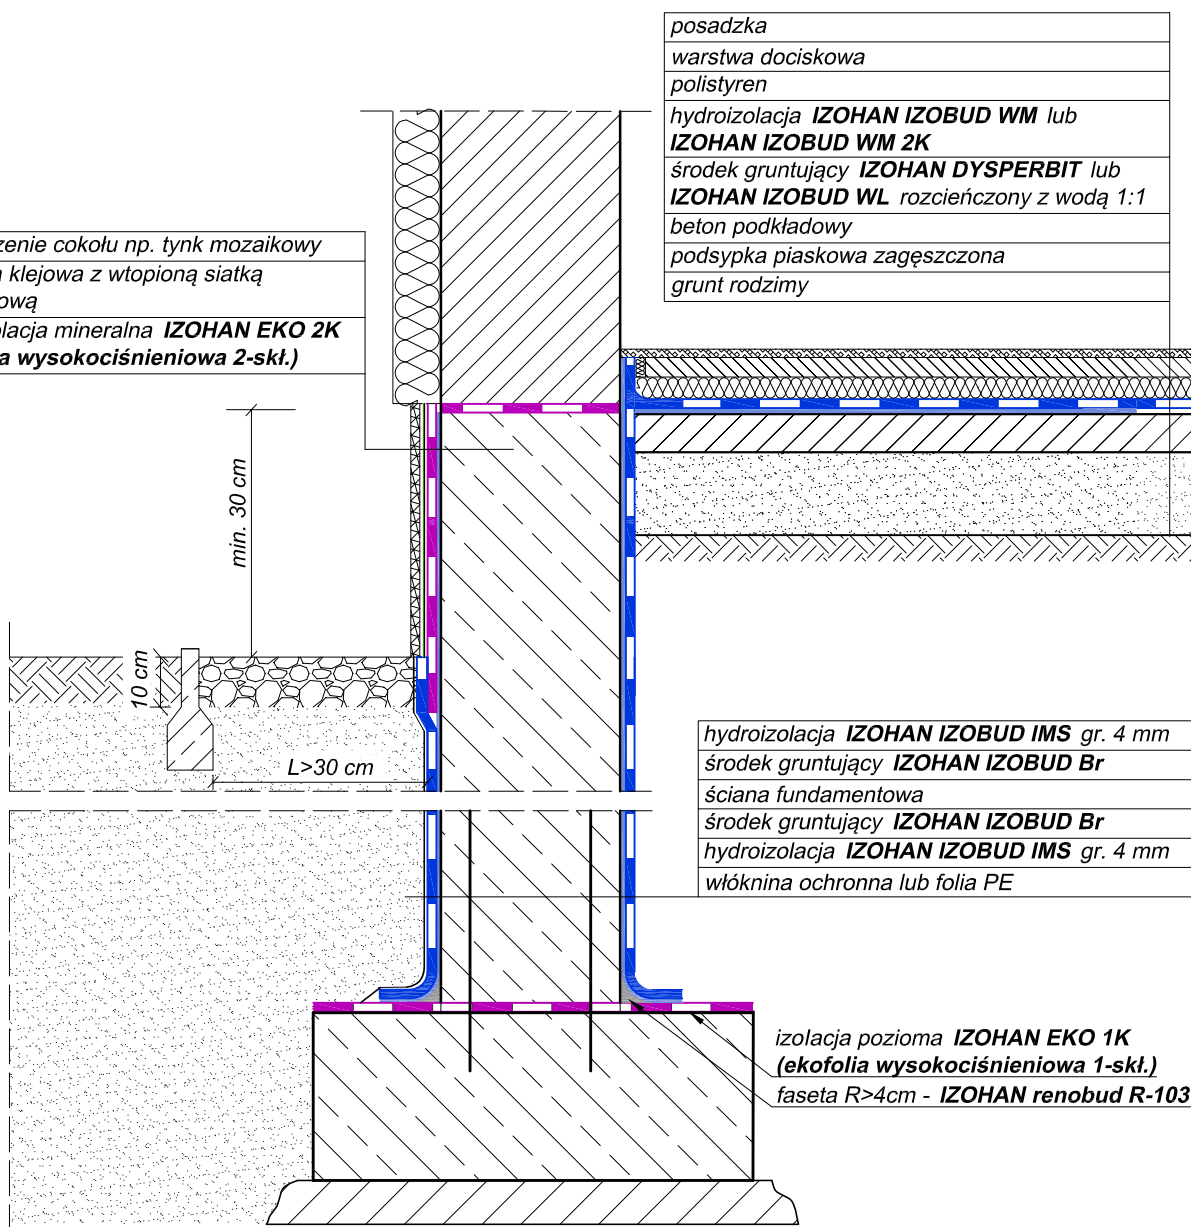 posadzka
warstwa dociskowa
polistyren
hydroizolacja IZOHAN IZOBUD WM lub
IZOHAN IZOBUD WM 2K
środek gruntujący IZOHAN DYSPERBIT lub
IZOHAN IZOBUD WL rozcieńczony z wodą 1:1
beton podkładowy
podsypka piaskowa zagęszczona
grunt rodzimy
cokołu np. tynk mozaikowy
klejowa z wtopioną siatką
mineralna IZOHAN EKO 2K
wysokociśnieniowa 2-skł.)
min. 30 cm
10 cm
L>30 cm
hydroizolacja IZOHAN IZOBUD IMS gr. 4 mm
środek gruntujący IZOHAN IZOBUD Br
ściana fundamentowa
środek gruntujący IZOHAN IZOBUD Br
hydroizolacja IZOHAN IZOBUD IMS gr. 4 mm
włóknina ochronna lub folia PE
izolacja pozioma IZOHAN EKO 1K
(ekofolia wysokociśnieniowa 1-skł.)
faseta R>4cm - IZOHAN renobud R-103